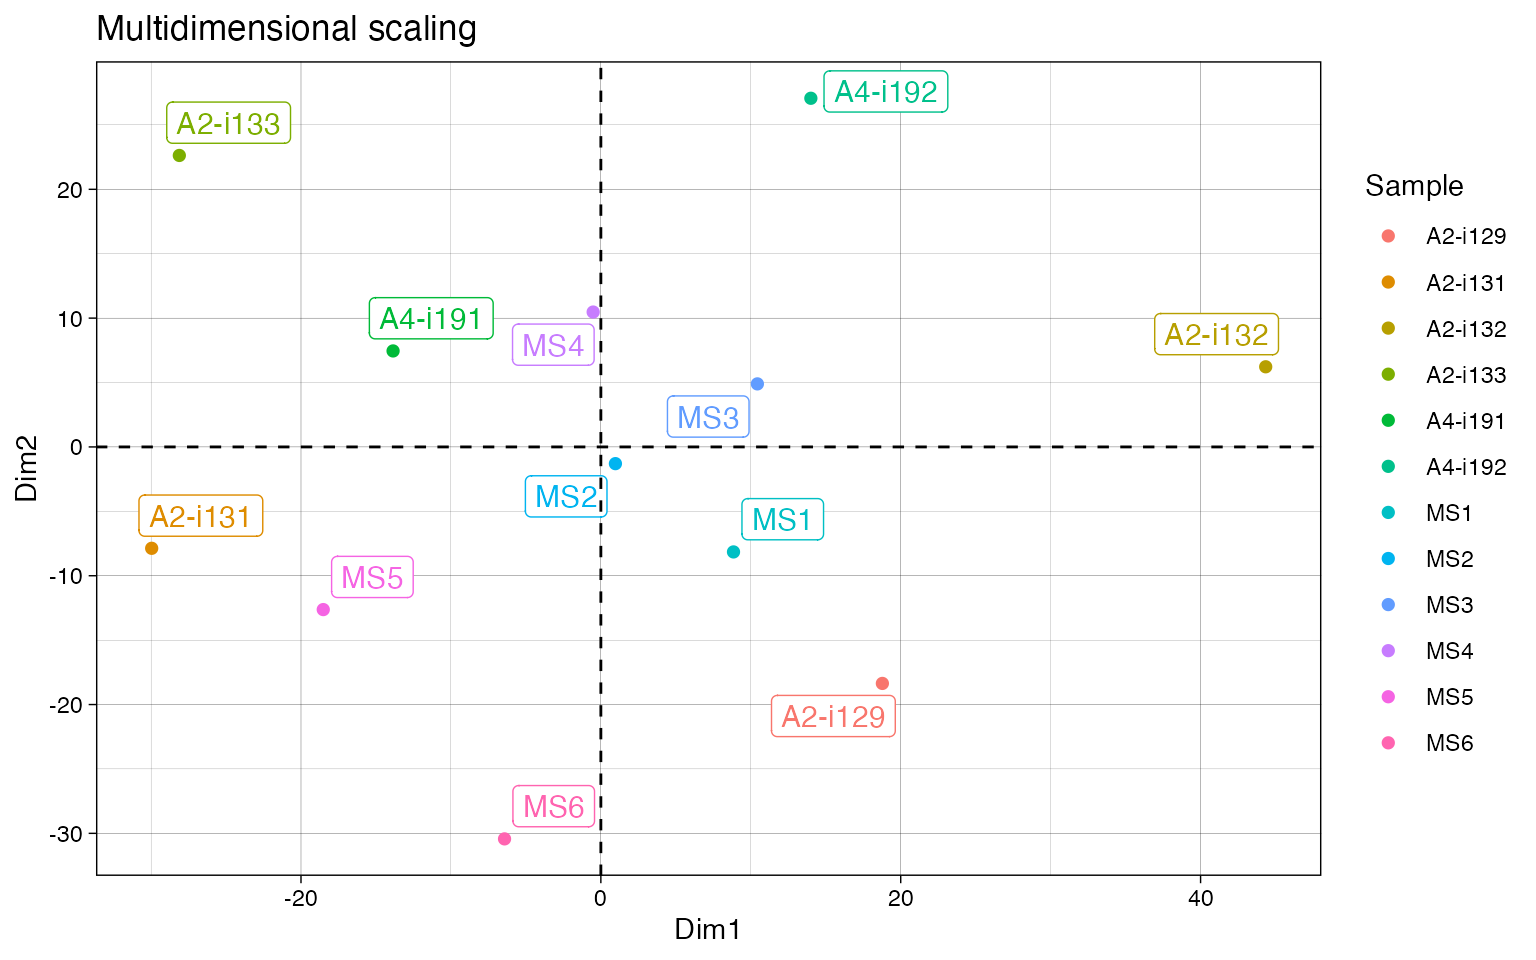 Multidimensional scaling
A4-i192
A2-i133
A4-i191
MS4
A2-i132
MS3
MS2
A2-i131
MS1
MS5
A2-i129
MS6
20
10
0
-10
-20
-30
Dim2
-20
0
20
40
Dim1
Sample
A2-i129
A2-i131
A2-i132
A2-i133
A4-i191
A4-i192
MS1
MS2
MS3
MS4
MS5
MS6